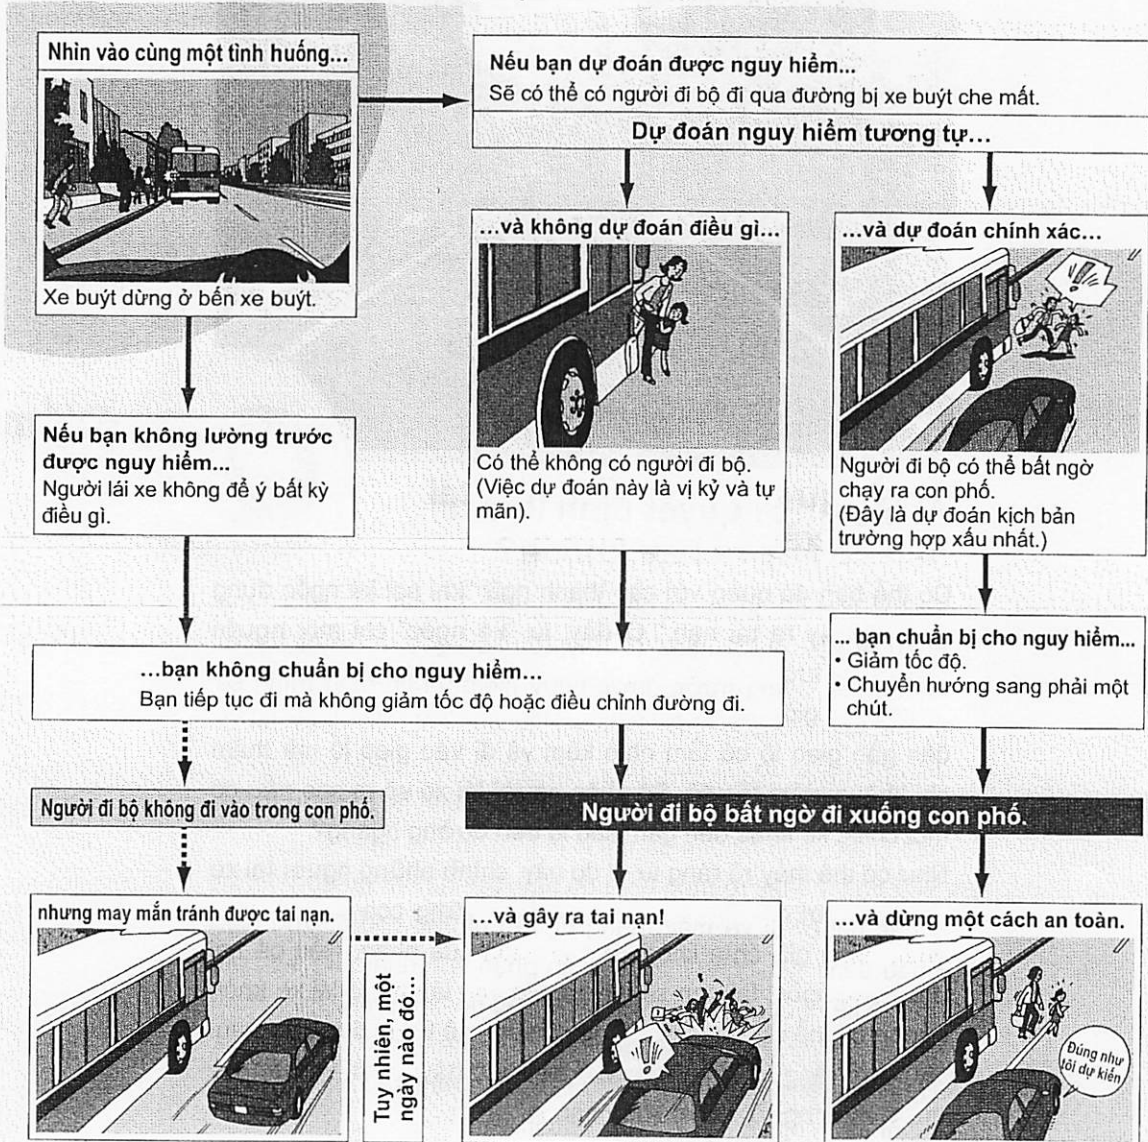 Nhìn vào cùng một tình huống...
Xe buýt dừng ở bến xe buýt.
Nếu bạn dự đoán được nguy hiểm...
Sẽ có thể có người đi bộ đi qua đường bị xe buýt che mất.
Dự đoán nguy hiểm tương tự...
...và không dự đoán điều gì...
Có thể không có người đi bộ.
(Việc dự đoán này là vị kỷ và tự
mãn).
...và dự đoán chính xác...
Người đi bộ có thể bất ngờ
chạy ra con phố.
(Đây là dự đoán kịch bản
trường hợp xấu nhất.)
Nếu bạn không lường trước
được nguy hiểm...
Người lái xe không để ý bất kỳ
điều gì.
...bạn không chuẩn bị cho nguy hiểm...
Bạn tiếp tục đi mà không giảm tốc độ hoặc điều chỉnh đường đi.
... bạn chuẩn bị cho nguy hiểm...
• Giảm tốc độ.
• Chuyển hướng sang phải một
chút.
Người đi bộ không đi vào trong con phố.
Người đi bộ bất ngờ đi xuống con phố.
nhưng may mắn tránh được tai nạn.
Tuy nhiên, một
ngày nào đó...
...và gây ra tai nạn!
...và dừng một cách an toàn.
Đúng như
tôi dự kiến